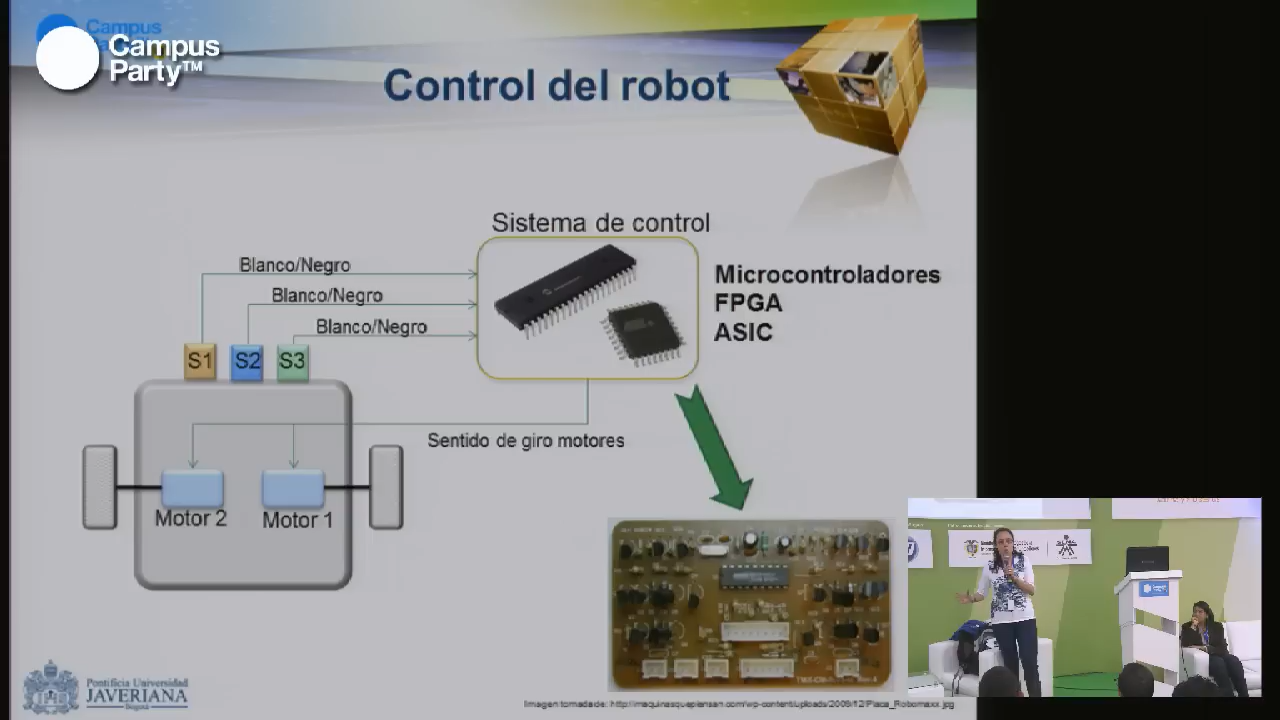 Campus
Party™
Control del robot
Sistema de control
Blanco/Negro
Blanco/Negro
Blanco/Negro
Microcontroladores
FPGA
ASIC
S1
S2
S3
Sentido de giro motores
Motor 2
Motor 1
Pontificia Universidad
JAVERIANA
Bogotá
Imagen tomada de: http://maquinasquepiensan.com/wp-content/uploads/2009/12/Placa_Robomaxx.jpg